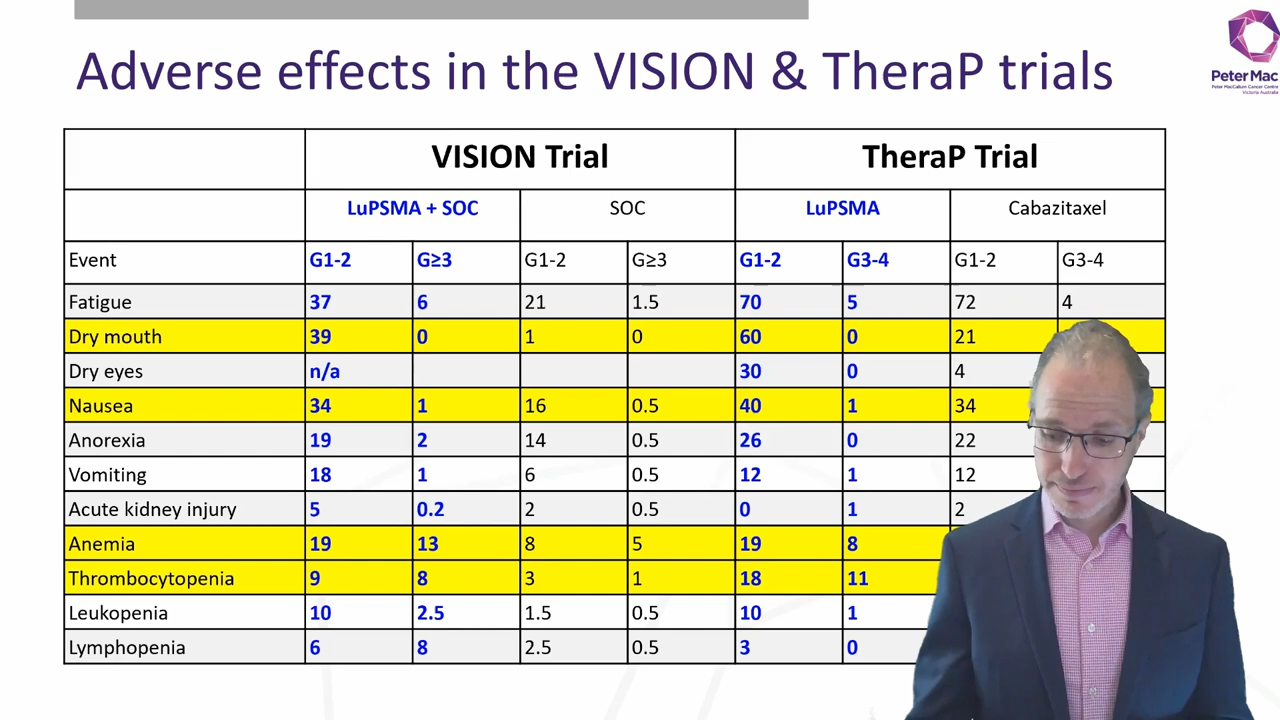 Adverse effects in the VISION & TheraP trials
Peter Mac
Peter MacCallum Cancer Centre
Victoria Australia
VISION Trial TheraP Trial
LuPSMA + SOC SOC LuPSMA Cabazitaxel
Event G1-2 G≥3 G1-2 G≥3 G1-2 G3-4 G1-2 G3-4
Fatigue 37 6 21 1.5 70 5 72 4
Dry mouth 39 0 1 0 60 0 21
Dry eyes n/a 30 0 4
Nausea 34 1 16 0.5 40 1 34
Anorexia 19 2 14 0.5 26 0 22
Vomiting 18 1 6 0.5 12 1 12
Acute kidney injury 5 0.2 2 0.5 0 1 2
Anemia 19 13 8 5 19 8
Thrombocytopenia 9 8 3 1 18 11
Leukopenia 10 2.5 1.5 0.5 10 1
Lymphopenia 6 8 2.5 0.5 3 0